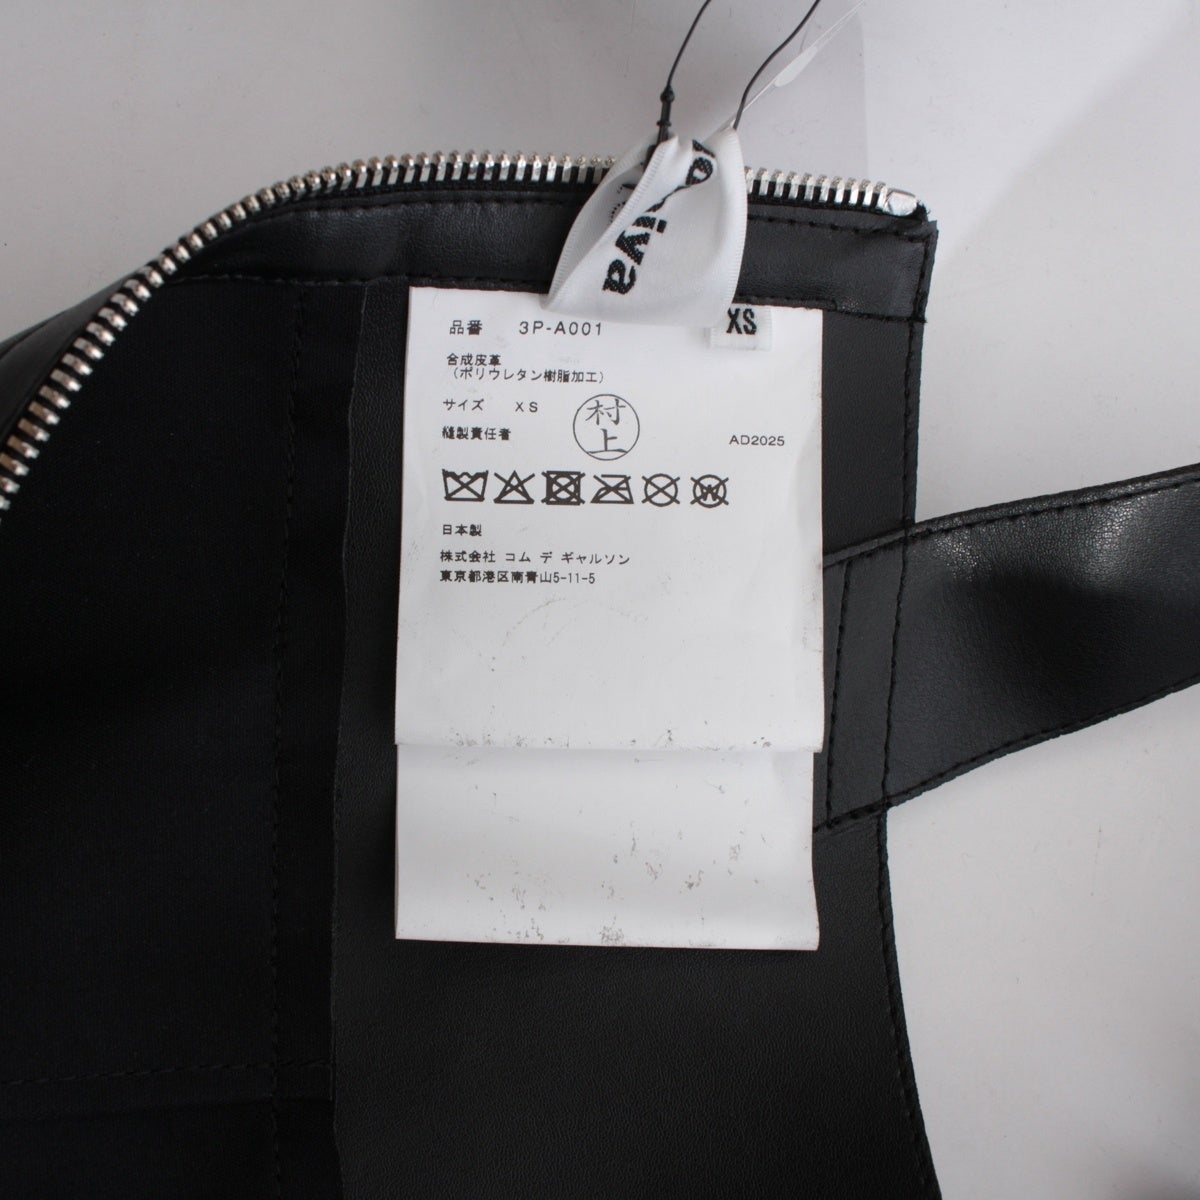 omiya
XS
品番 3P-A001
合成皮革
（ポリウレタン樹脂加工）
サイズ XS
縫製責任者
村上
AD2025
W
日本製
株式会社 コム デ ギャルソン
東京都港区南青山5-11-5